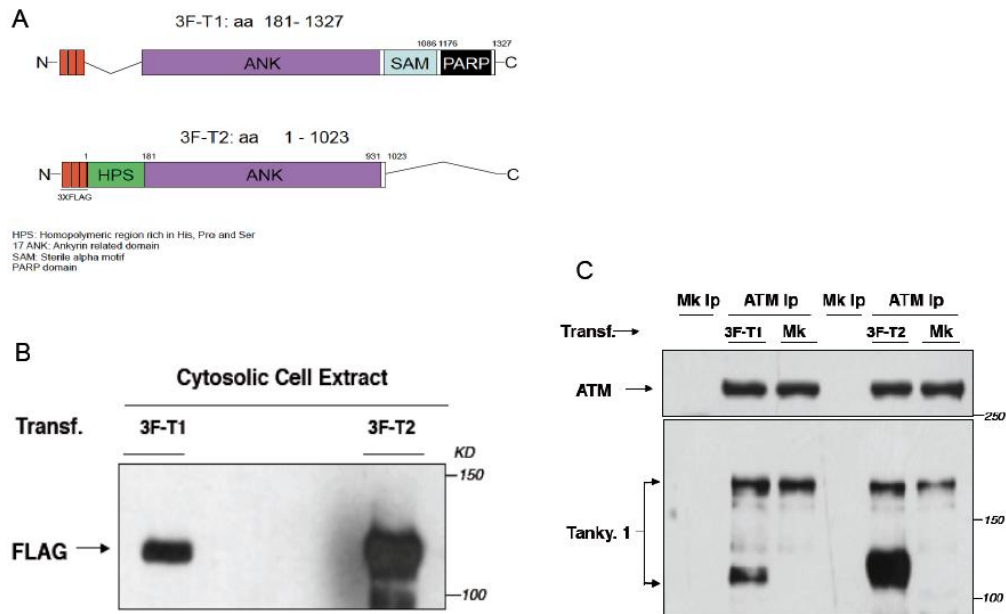 A
3F-T1: aa 181- 1327
1086 1176 1327
N ANK SAM PARP C
3F-T2: aa 1 - 1023
1 181 931 1023
N HPS ANK C
3XFLAG
HPS: Homopolymeric region rich in His, Pro and Ser
17 ANK: Ankyrin related domain
SAM: Sterile alpha motif
PARP domain
B
Cytosolic Cell Extract
Transf. 3F-T1 3F-T2
KD
150
FLAG
100
C
Mk Ip ATM Ip Mk Ip ATM Ip
Transf. 3F-T1 Mk 3F-T2 Mk
ATM
250
150
Tanky. 1
100